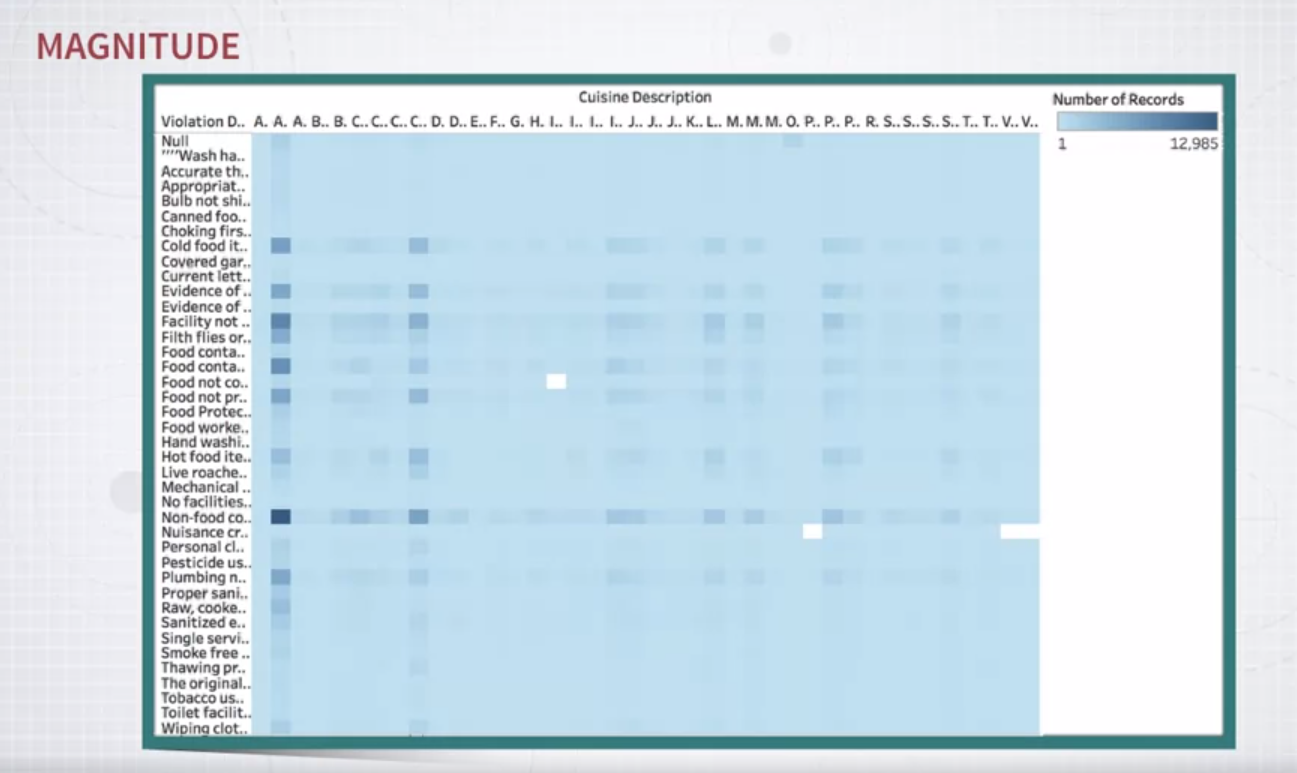 MAGNITUDE
Cuisine Description
Number of Records
Violation D.. A. A. A. B.. B. C.. C.. C.. C.. D. D.. E.. F.. G. H. I.. I.. I.. I.. J.. J.. J.. K.. L.. M. M. M. O. P.. P.. P.. R. S.. S.. S.. S.. T.. T.. V.. V..
1 12,985
Null
""Wash ha..
Accurate th..
Appropriat..
Bulb not shi..
Canned foo..
Choking firs..
Cold food it..
Covered gar..
Current lett..
Evidence of ..
Evidence of ..
Facility not ..
Filth flies or..
Food conta..
Food conta..
Food not co..
Food not pr..
Food Protec..
Food worke..
Hand washi..
Hot food ite..
Live roache..
Mechanical ..
No facilities..
Non-food co..
Nuisance cr..
Personal cl..
Pesticide us..
Plumbing n..
Proper sani..
Raw, cooke..
Sanitized e..
Single servi..
Smoke free ..
Thawing pr..
The original..
Tobacco us..
Toilet facilit..
Wiping clot..